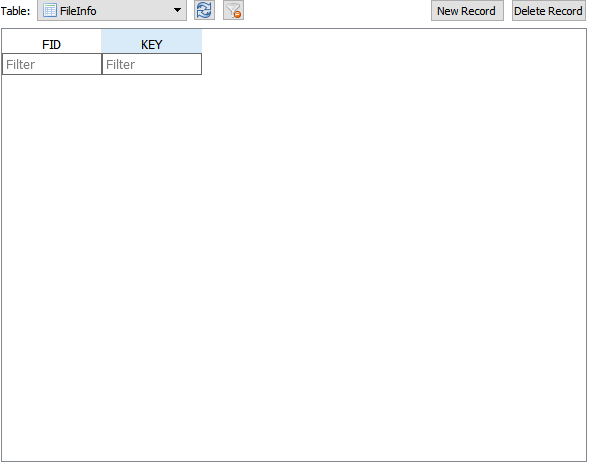 Table: FileInfo New Record Delete Record
FID KEY
Filter Filter